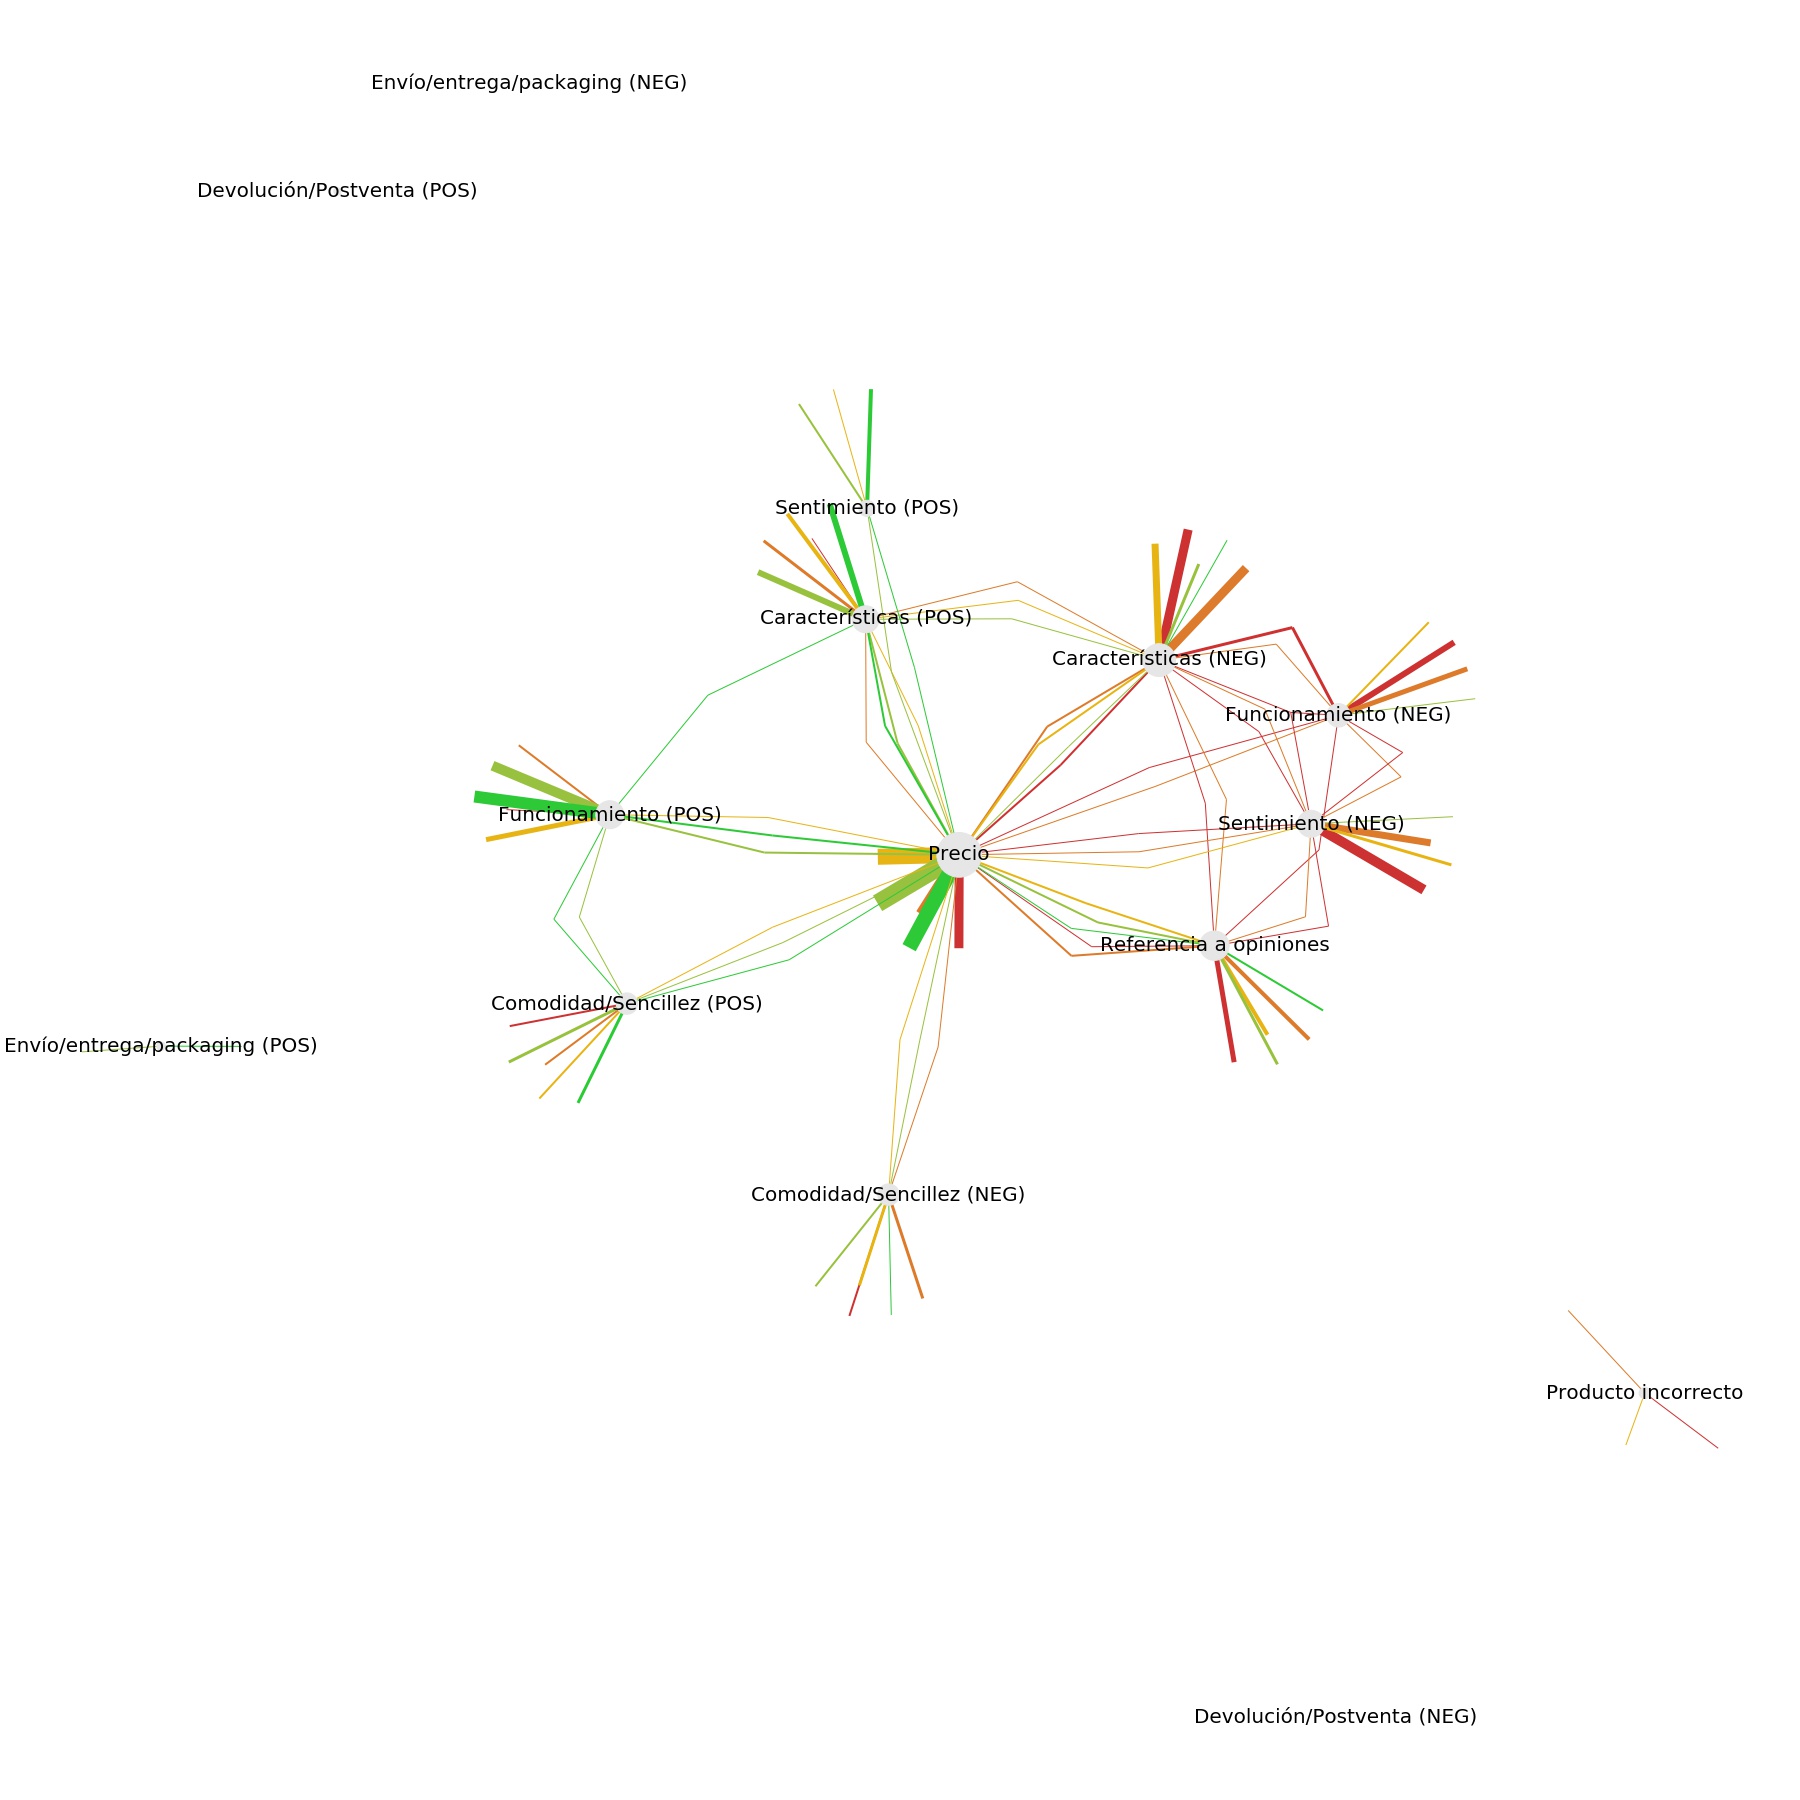 Envío/entrega/packaging (NEG)
Devolución/Postventa (POS)
Sentimiento (POS)
Características (POS)
Características (NEG)
Funcionamiento (NEG)
Funcionamiento (POS)
Sentimiento (NEG)
Precio
Referencia a opiniones
Comodidad/Sencillez (POS)
Envío/entrega/packaging (POS)
Comodidad/Sencillez (NEG)
Producto incorrecto
Devolución/Postventa (NEG)